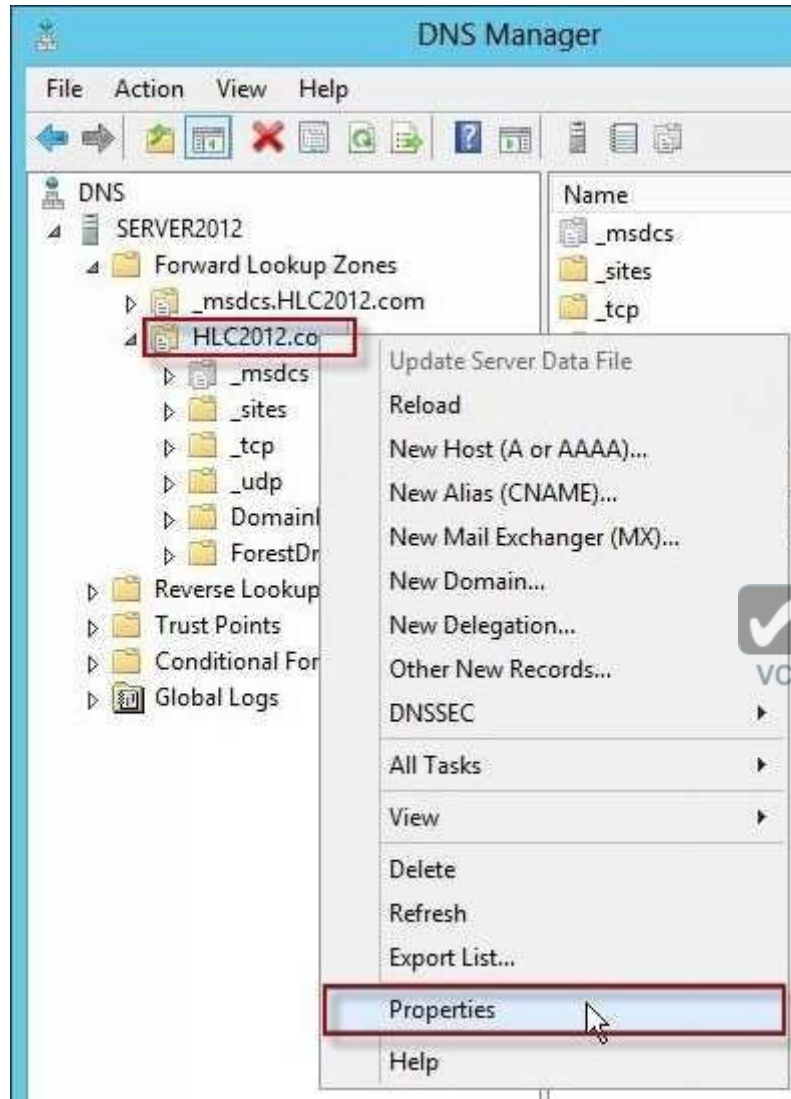 DNS Manager
File Action View Help
DNS
SERVER2012
Forward Lookup Zones
_msdcs.HLC2012.com
HLC2012.co
_msdcs
_sites
_tcp
_udp
DomainI
ForestDr
Reverse Lookup
Trust Points
Conditional For
Global Logs
Name
_msdcs
_sites
_tcp
Update Server Data File
Reload
New Host (A or AAAA)...
New Alias (CNAME)...
New Mail Exchanger (MX)...
New Domain...
New Delegation...
Other New Records...
DNSSEC
All Tasks
View
Delete
Refresh
Export List...
Properties
Help
VC